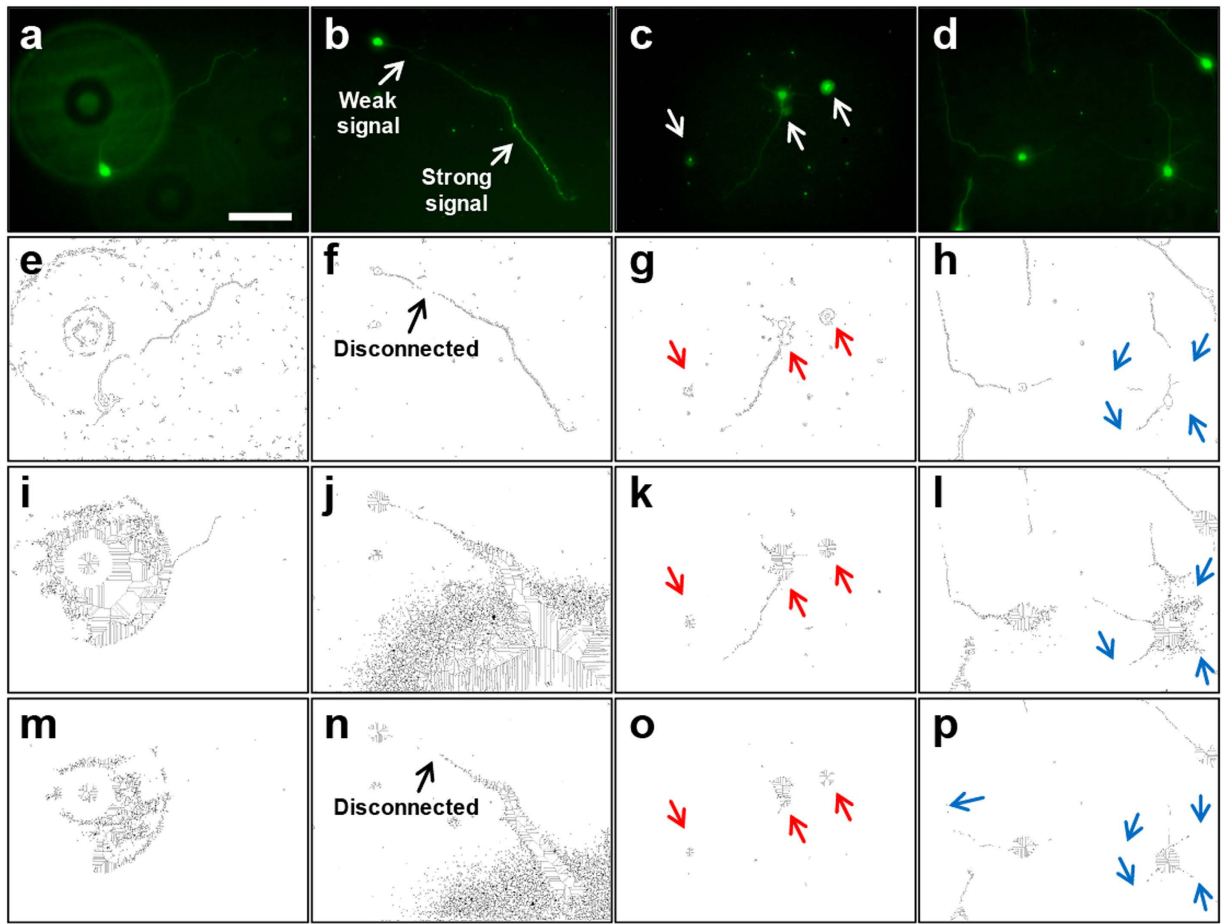 a
b
c
d
Weak
signal
Strong
signal
e
f
g
h
Disconnected
i
j
k
l
m
n
o
p
Disconnected